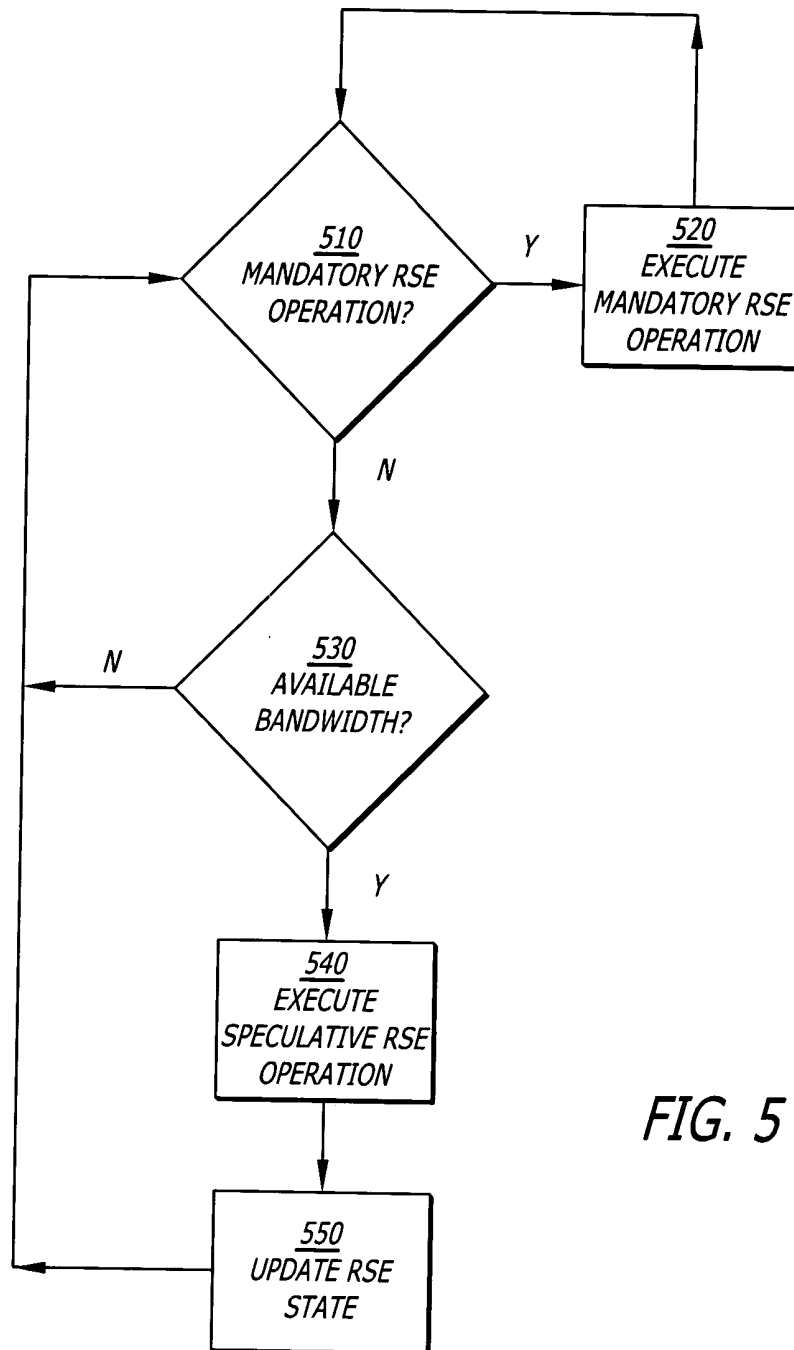 510
MANDATORY RSE
OPERATION?
Y
520
EXECUTE
MANDATORY RSE
OPERATION
N
530
AVAILABLE
BANDWIDTH?
N
Y
540
EXECUTE
SPECULATIVE RSE
OPERATION
550
UPDATE RSE
STATE
FIG. 5